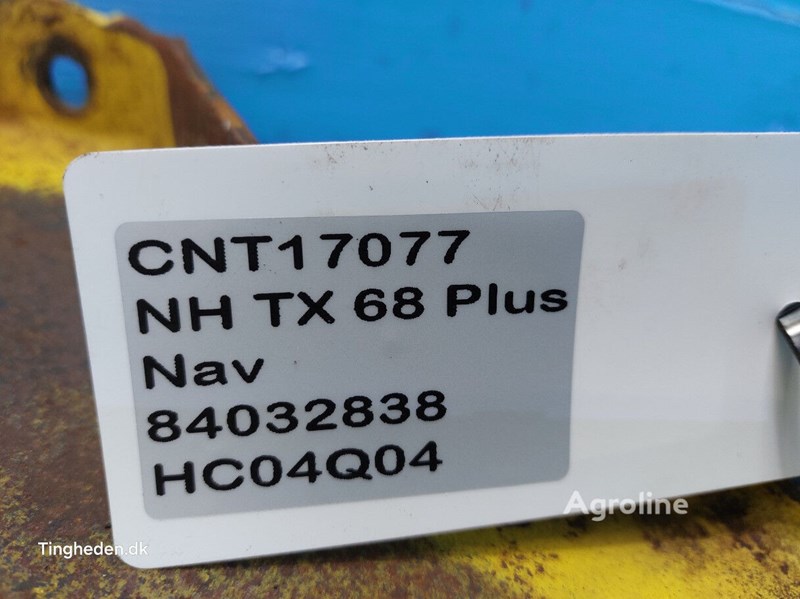 CNT17077
NH TX 68 Plus
Nav
84032838
HC04Q04
Agroline
Tingheden.dk